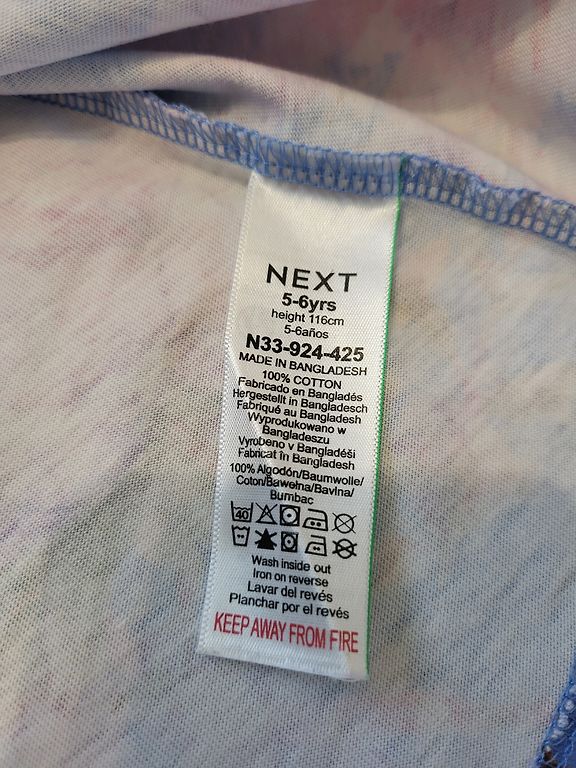 NEXT
5-6yrs
height 116cm
5-6años
N33-924-425
MADE IN BANGLADESH
100% COTTON
Fabricado en Bangladés
Hergestellt in Bangladesch
Fabriqué au Bangladesh
Wyprodukowano w
Bangladeszu
Vyrobeno v Bangladéši
Fabricat în Bangladesh
100% Algodón/Baumwolle/
Coton/Bawełna/Bavlna/
Bumbac
40
Wash inside out
Iron on reverse
Lavar del revés
Planchar por el revés
KEEP AWAY FROM FIRE